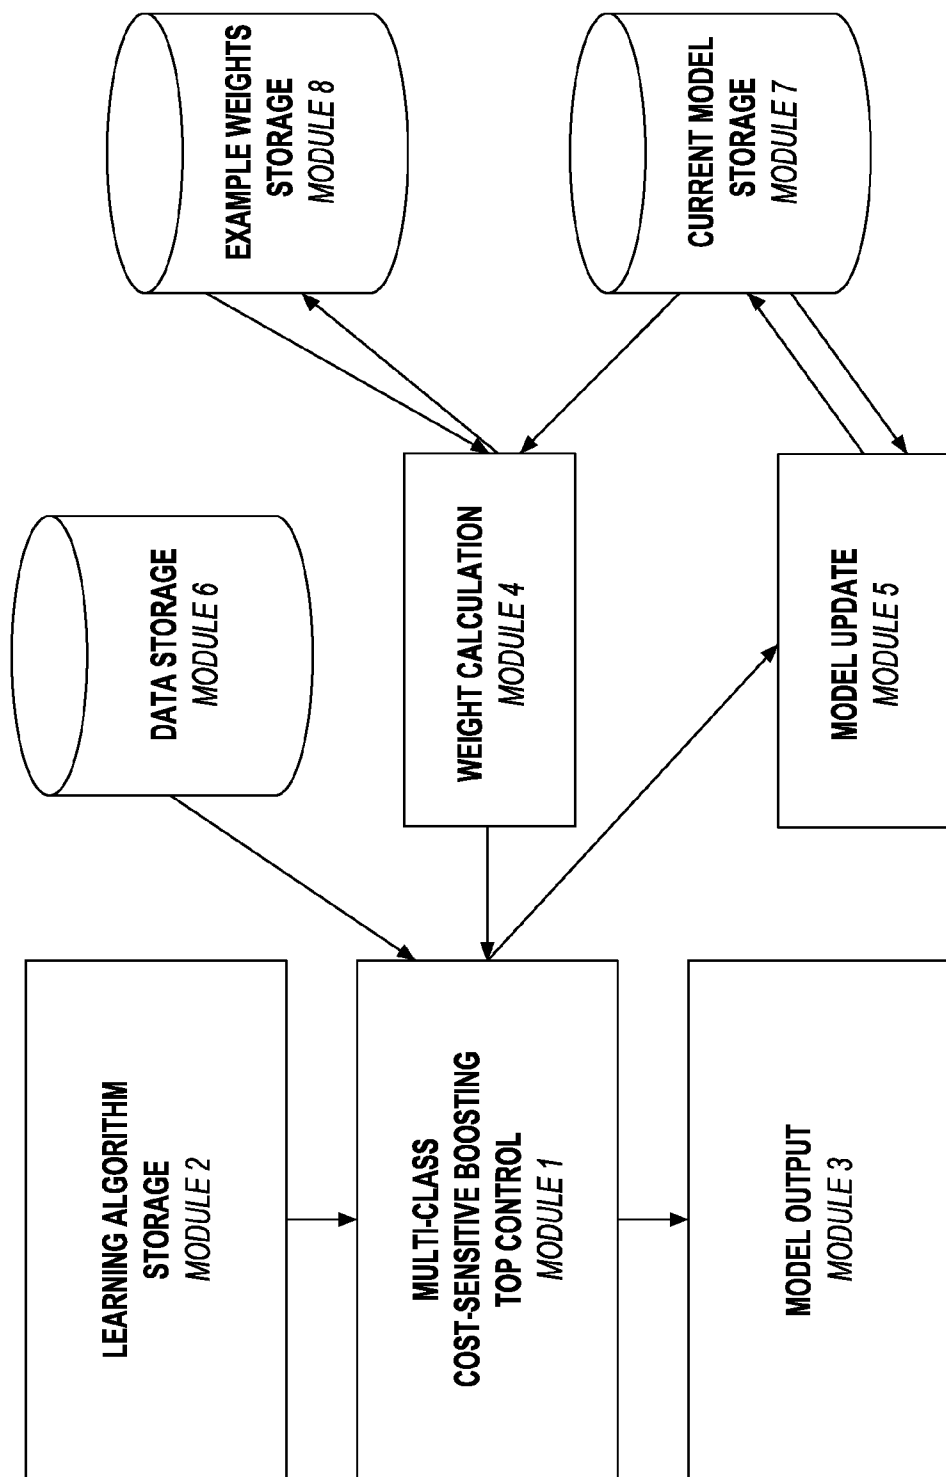 LEARNING ALGORITHM
STORAGE
MODULE 2
MULTI-CLASS
COST-SENSITIVE BOOSTING
TOP CONTROL
MODULE 1
MODEL OUTPUT
MODULE 3
DATA STORAGE
MODULE 6
WEIGHT CALCULATION
MODULE 4
MODEL UPDATE
MODULE 5
EXAMPLE WEIGHTS
STORAGE
MODULE 8
CURRENT MODEL
STORAGE
MODULE 7